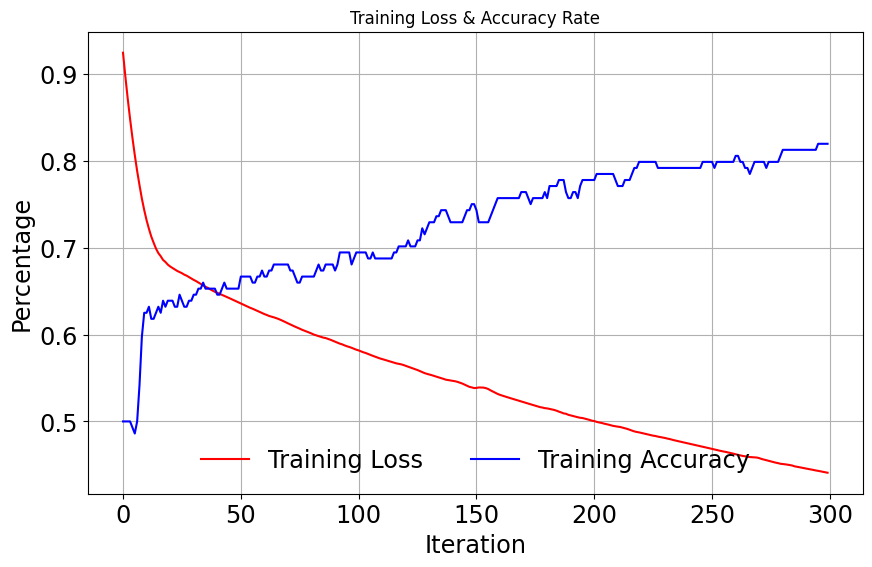 Training Loss & Accuracy Rate
Percentage
0.9
0.8
0.7
0.6
0.5
Training Loss Training Accuracy
0 50 100 150 200 250 300
Iteration